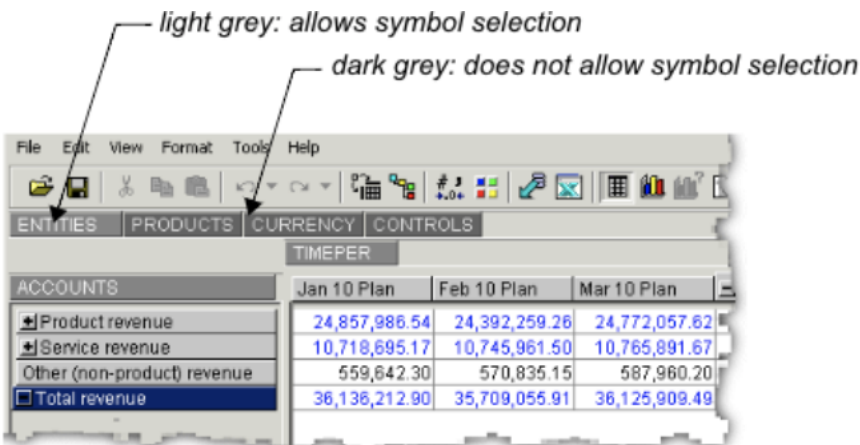 light grey: allows symbol selection
dark grey: does not allow symbol selection
File Edit View Format Tools Help
ENTITIES PRODUCTS CURRENCY CONTROLS
TIMEPER
ACCOUNTS Jan 10 Plan Feb 10 Plan Mar 10 Plan
Product revenue 24,857,986.54 24,392,259.26 24,772,057.62
Service revenue 10,718,695.17 10,745,961.50 10,765,891.67
Other (non-product) revenue 559,642.30 570,835.15 587,960.20
Total revenue 36,136,212.90 35,709,055.91 36,125,909.49